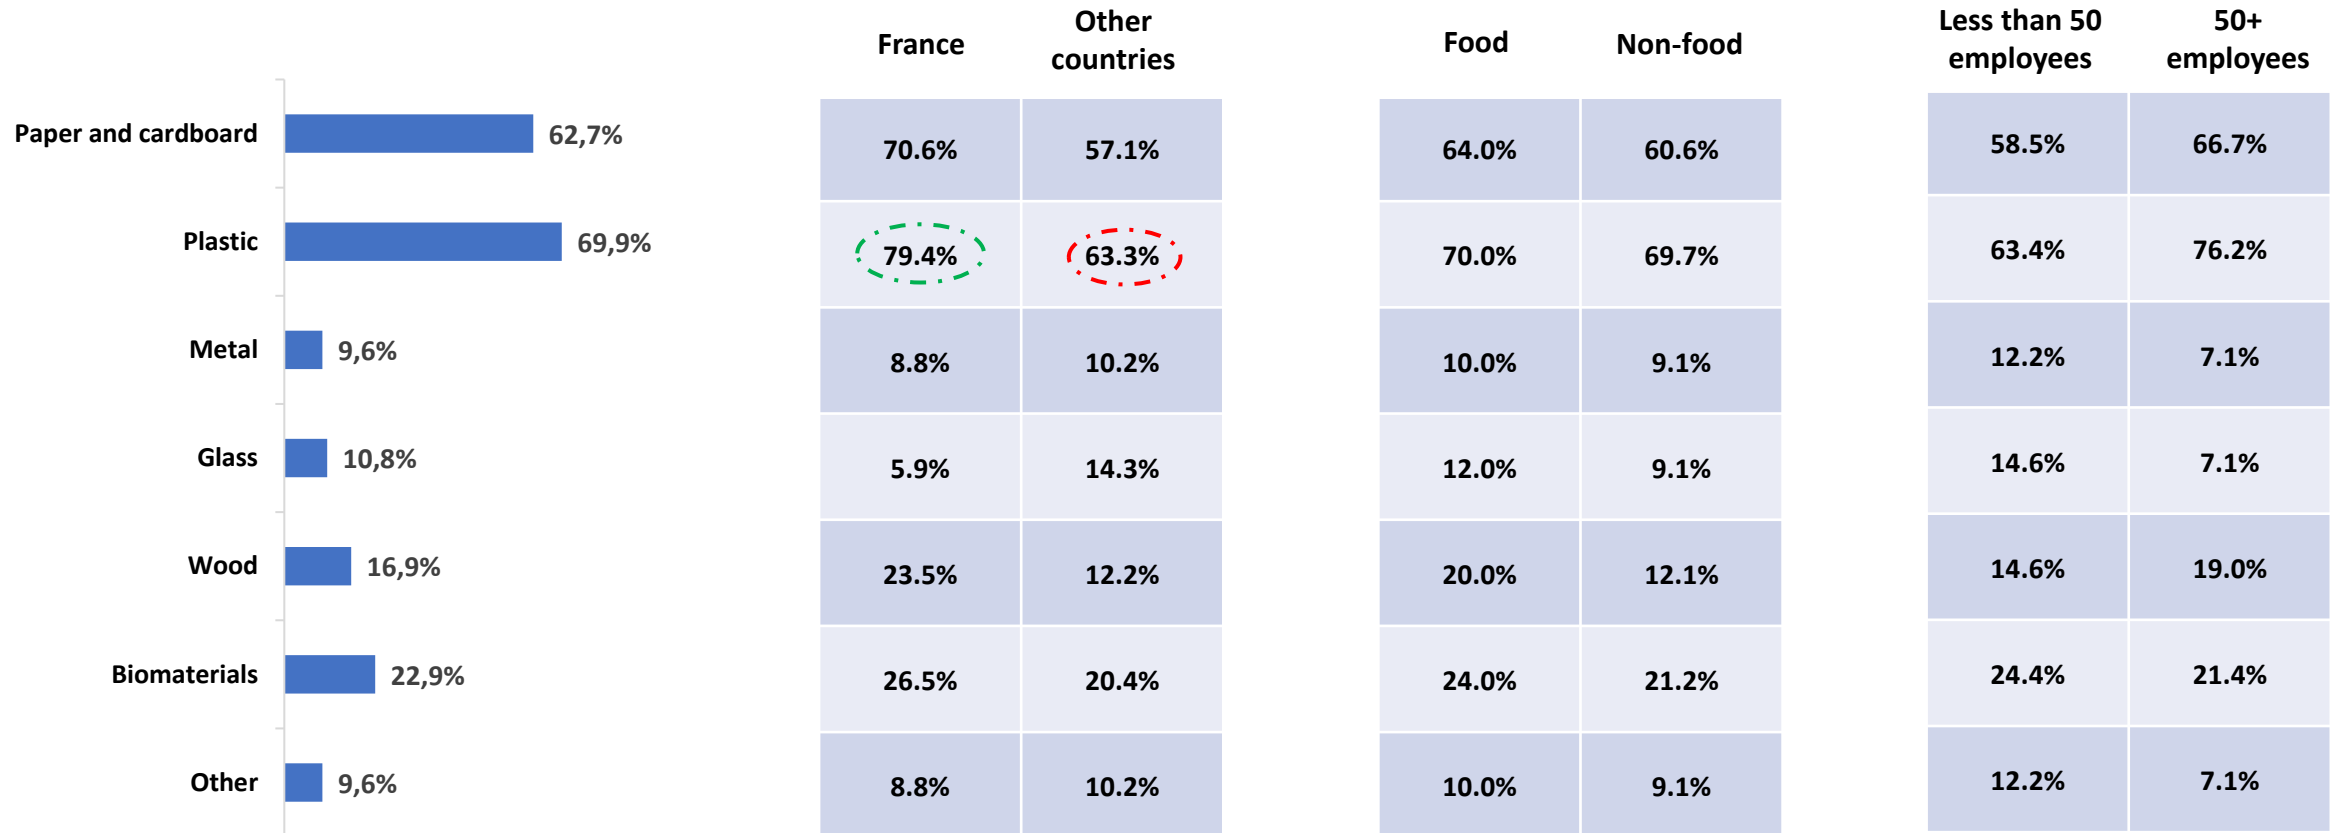 France
Other
countries
Food
Non-food
Less than 50
employees
50+
employees
Paper and cardboard 62,7% 70.6% 57.1% 64.0% 60.6% 58.5% 66.7%
Plastic 69,9% 79.4% 63.3% 70.0% 69.7% 63.4% 76.2%
Metal 9,6% 8.8% 10.2% 10.0% 9.1% 12.2% 7.1%
Glass 10,8% 5.9% 14.3% 12.0% 9.1% 14.6% 7.1%
Wood 16,9% 23.5% 12.2% 20.0% 12.1% 14.6% 19.0%
Biomaterials 22,9% 26.5% 20.4% 24.0% 21.2% 24.4% 21.4%
Other 9,6% 8.8% 10.2% 10.0% 9.1% 12.2% 7.1%